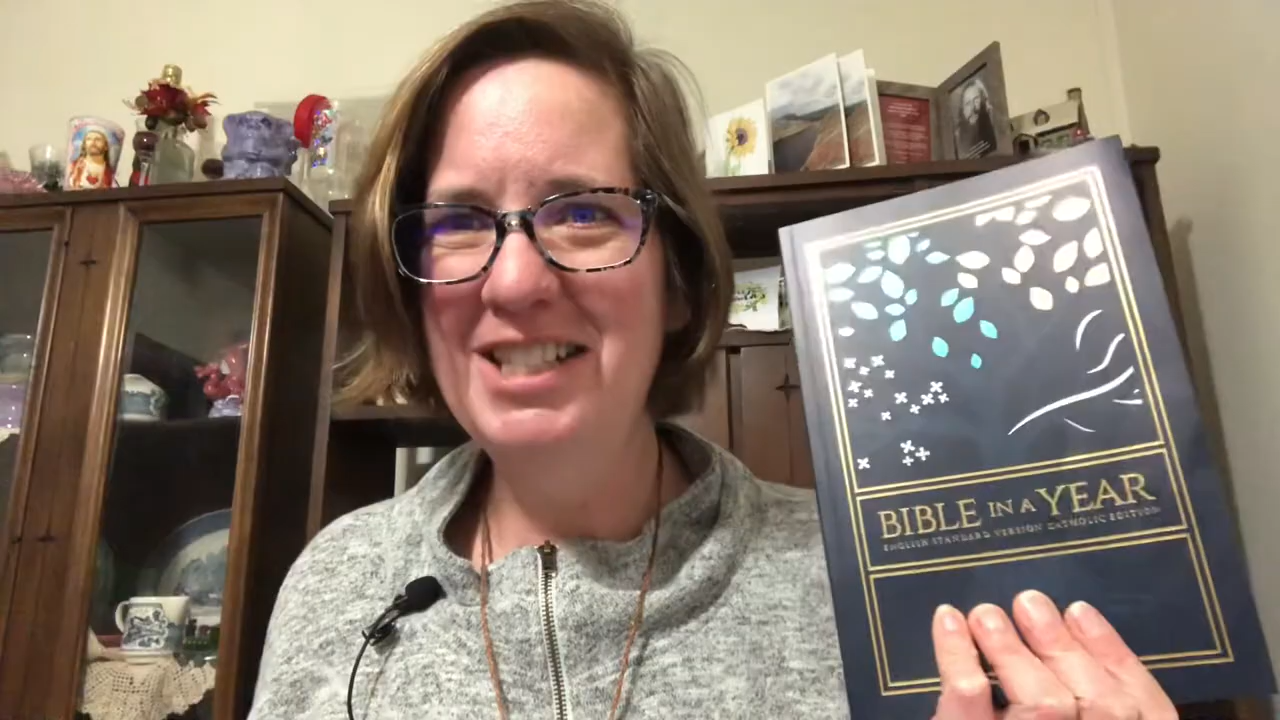 BIBLE IN A YEAR
ENGLISH STANDARD VERSION CATHOLIC EDITION